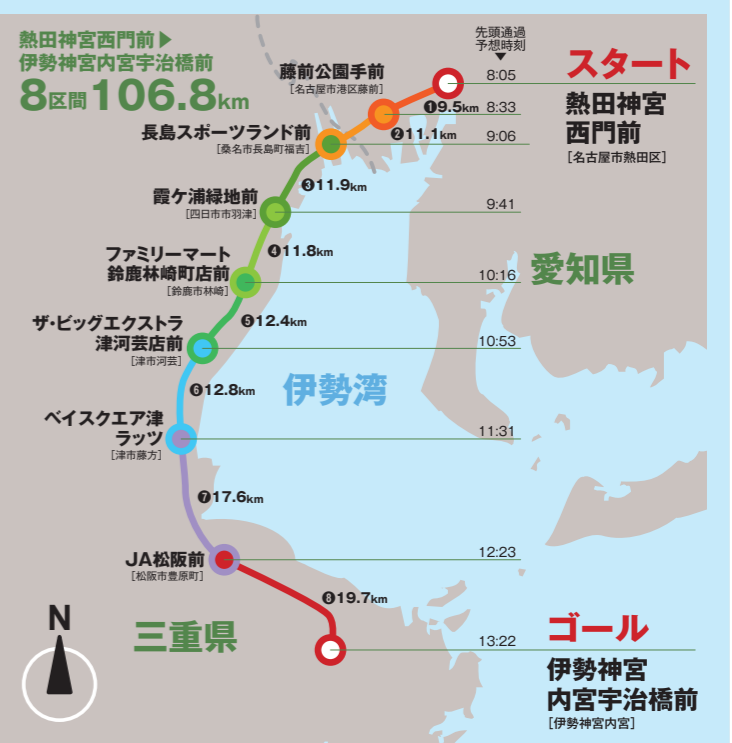 熱田神宮西門前▶
伊勢神宮内宮宇治橋前
8区間106.8km
先頭通過
予想時刻
▼
8:05
スタート
熱田神宮
西門前
[名古屋市熱田区]
藤前公園手前
[名古屋市港区藤前]
❶9.5km
8:33
❷11.1km
長島スポーツランド前
[桑名市長島町福吉]
9:06
❸11.9km
霞ケ浦緑地前
[四日市市羽津]
9:41
❹11.8km
ファミリーマート
鈴鹿林崎町店前
[鈴鹿市林崎]
10:16
愛知県
❺12.4km
ザ・ビッグエクストラ
津河芸店前
[津市河芸]
10:53
❻12.8km
伊勢湾
ベイスクエア津
ラッツ
[津市藤方]
11:31
❼17.6km
JA松阪前
[松阪市豊原町]
12:23
❽19.7km
三重県
N
13:22
ゴール
伊勢神宮
内宮宇治橋前
[伊勢神宮内宮]